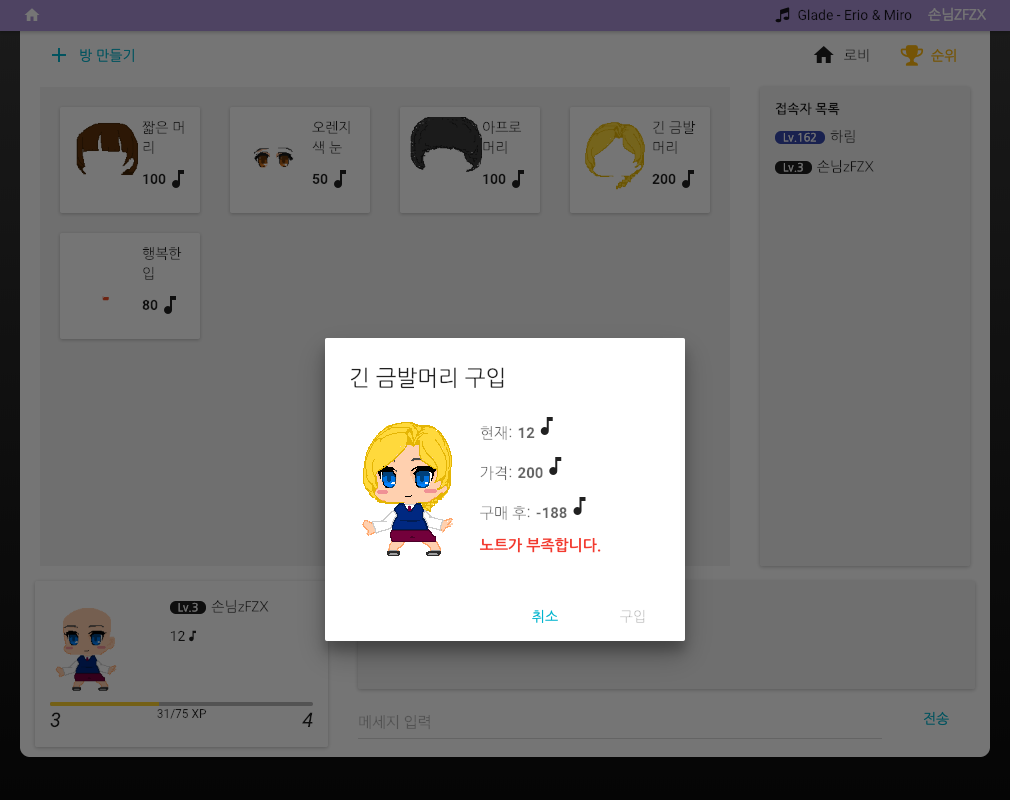 Glade - Erio & Miro 손님ZFZX
방 만들기 로비 순위
짧은 머
리
100
오렌지
색 눈
50
아프로
머리
100
긴 금발
머리
200
행복한
입
80
접속자 목록
Lv.162 하림
Lv.3 손님zFZX
긴 금발머리 구입
현재: 12
가격: 200
구매 후: -188
노트가 부족합니다.
취소 구입
Lv.3 손님zFZX
12
31/75 XP
3 4
메세지 입력 전송